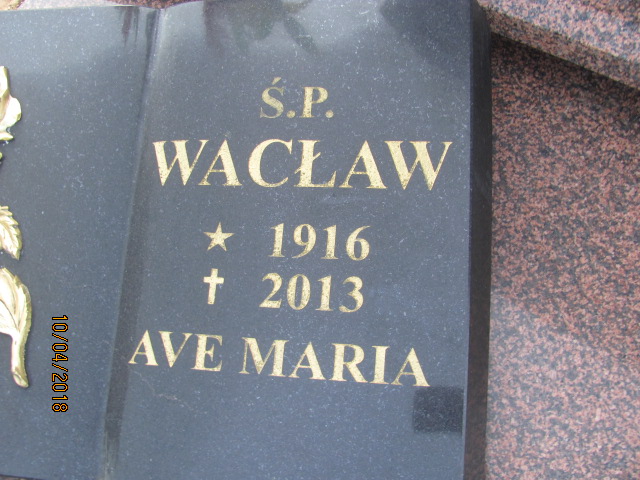 Ś.P.
WACŁAW
★ 1916
✝ 2013
AVE MARIA
10/04/2018